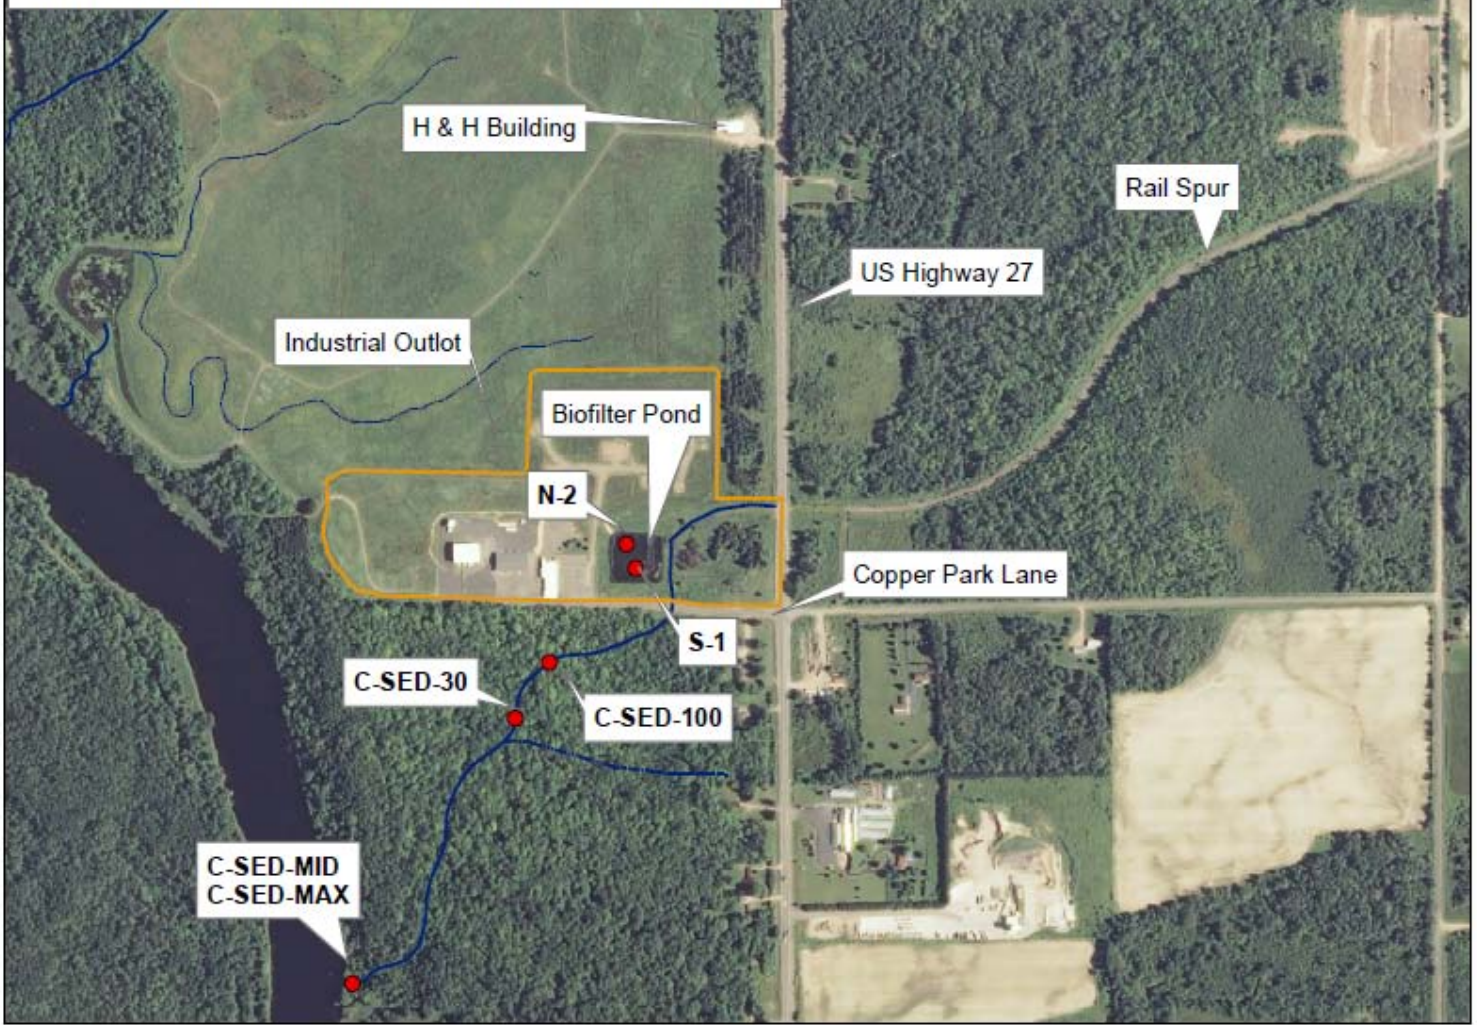 H & H Building
Rail Spur
US Highway 27
Industrial Outlot
Biofilter Pond
N-2
Copper Park Lane
S-1
C-SED-30
C-SED-100
C-SED-MID
C-SED-MAX